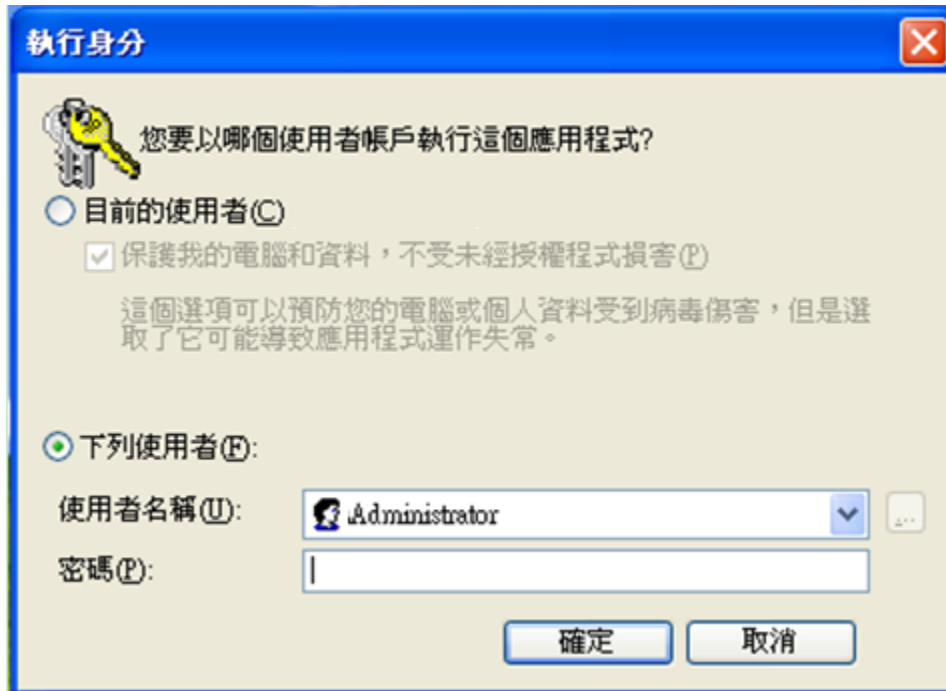 執行身分
您要以哪個使用者帳戶執行這個應用程式?
目前的使用者(C)
保護我的電腦和資料，不受未經授權程式損害(P)
這個選項可以預防您的電腦或個人資料受到病毒傷害，但是選
取了它可能導致應用程式運作失常。
下列使用者(F):
使用者名稱(U):
Administrator
...
密碼(P):
確定
取消